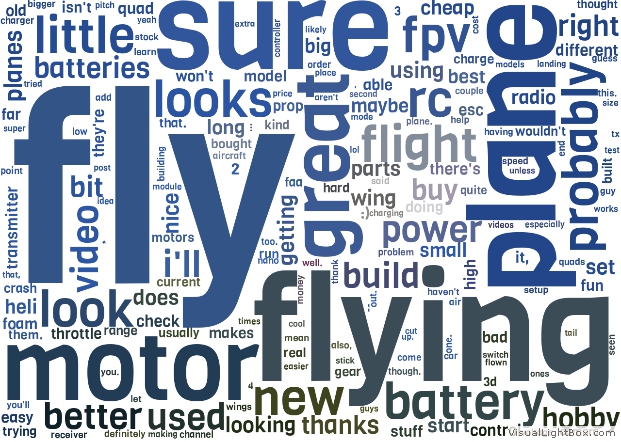 old bigger isn't pitch quad
charger yeah
planes little stock
learn
tried batteries
sure
extra controller
likely big
3 cheap
fpv cost
plane
thought right
different
guess
won't model
order place
using best
charge models landing
looks price prop
great
aren't second
able
maybe
mode
rc couple
esc
help
plane.
radio
probably
this.
size
far super
they're add
low
fly
that.
long kind
bought
aircraft
2
lol
flight
having wouldn't
end
tx
built
test
point
post
bit idea
building
module
nice
parts
said
there's
speed
unless
buy guy
works
transmitter
video
motors
i'll
current
faa
getting
hard
wing
:)
charging
doing
quite
power
videos especially
it,
quads
set
fun
setup
that,
crash
heli
foam
them.
look does
check
throttle range usually makes
too.
run
nano
well.
money
thank
problem small
build
out.
haven't
air
high
flying
motor
you.
times
cool
mean
real
easier
also,
stick
gear
cut
up.
come
though.
gone.
car
bad
switch
flown
3d ones
tail
seen
you'll
easy
trying
let
better used
4
wings
new
looking thanks
guys
battery
stuff start
hobby
receiver definitely making channel
VisualLightBox.com